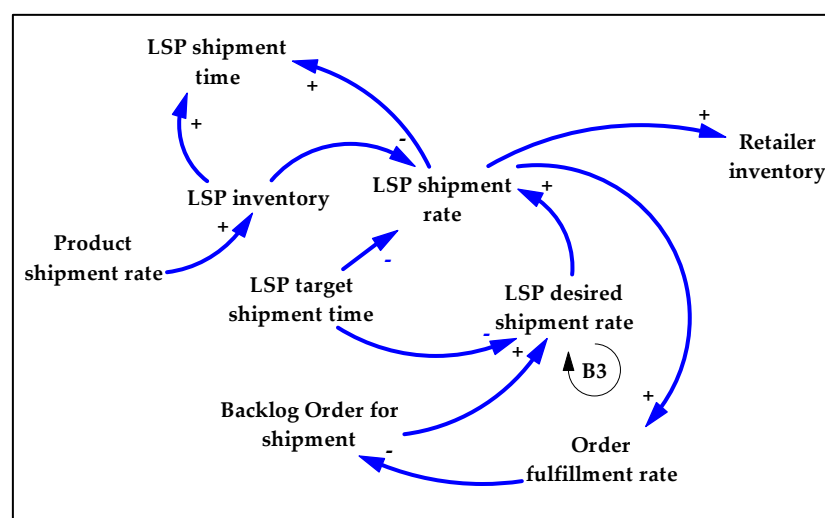 LSP shipment
time
+
+
-
+
Retailer
inventory
LSP shipment
rate
+
LSP inventory
+
Product
shipment rate
-
LSP target
shipment time
LSP desired
shipment rate
-
+
B3
+
Backlog Order for
shipment
-
Order
fulfillment rate